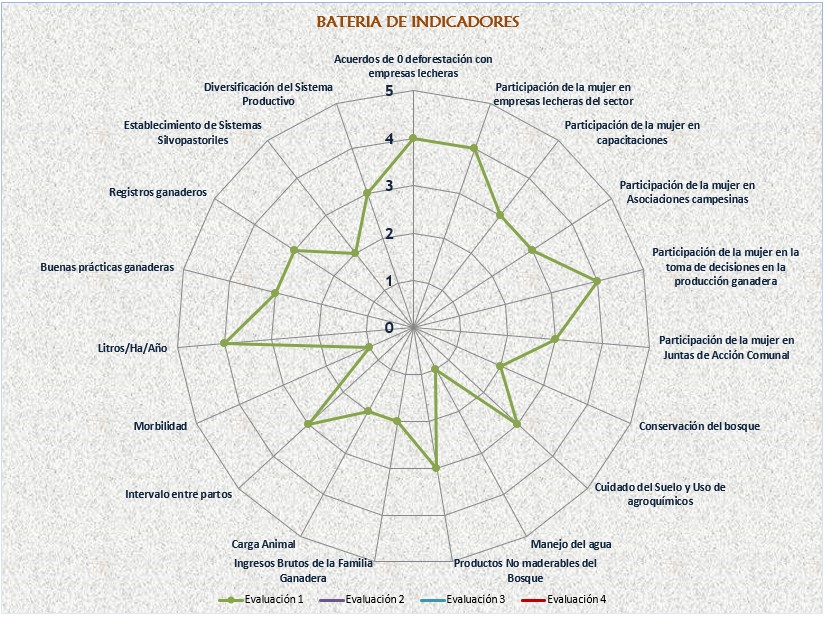 BATERIA DE INDICADORES
Acuerdos de 0 deforestación con
empresas lecheras
Participación de la mujer en
empresas lecheras del sector
Participación de la mujer en
capacitaciones
Participación de la mujer en
Asociaciones campesinas
Participación de la mujer en la
toma de decisiones en la
producción ganadera
Participación de la mujer en
Juntas de Acción Comunal
Conservación del bosque
Cuidado del Suelo y Uso de
agroquímicos
Manejo del agua
Productos No maderables del
Bosque
Ingresos Brutos de la Familia
Ganadera
Carga Animal
Intervalo entre partos
Morbilidad
Litros/Ha/Año
Buenas prácticas ganaderas
Registros ganaderos
Establecimiento de Sistemas
Silvopastoriles
Diversificación del Sistema
Productivo
5
4
3
2
1
0
Evaluación 1
Evaluación 2
Evaluación 3
Evaluación 4